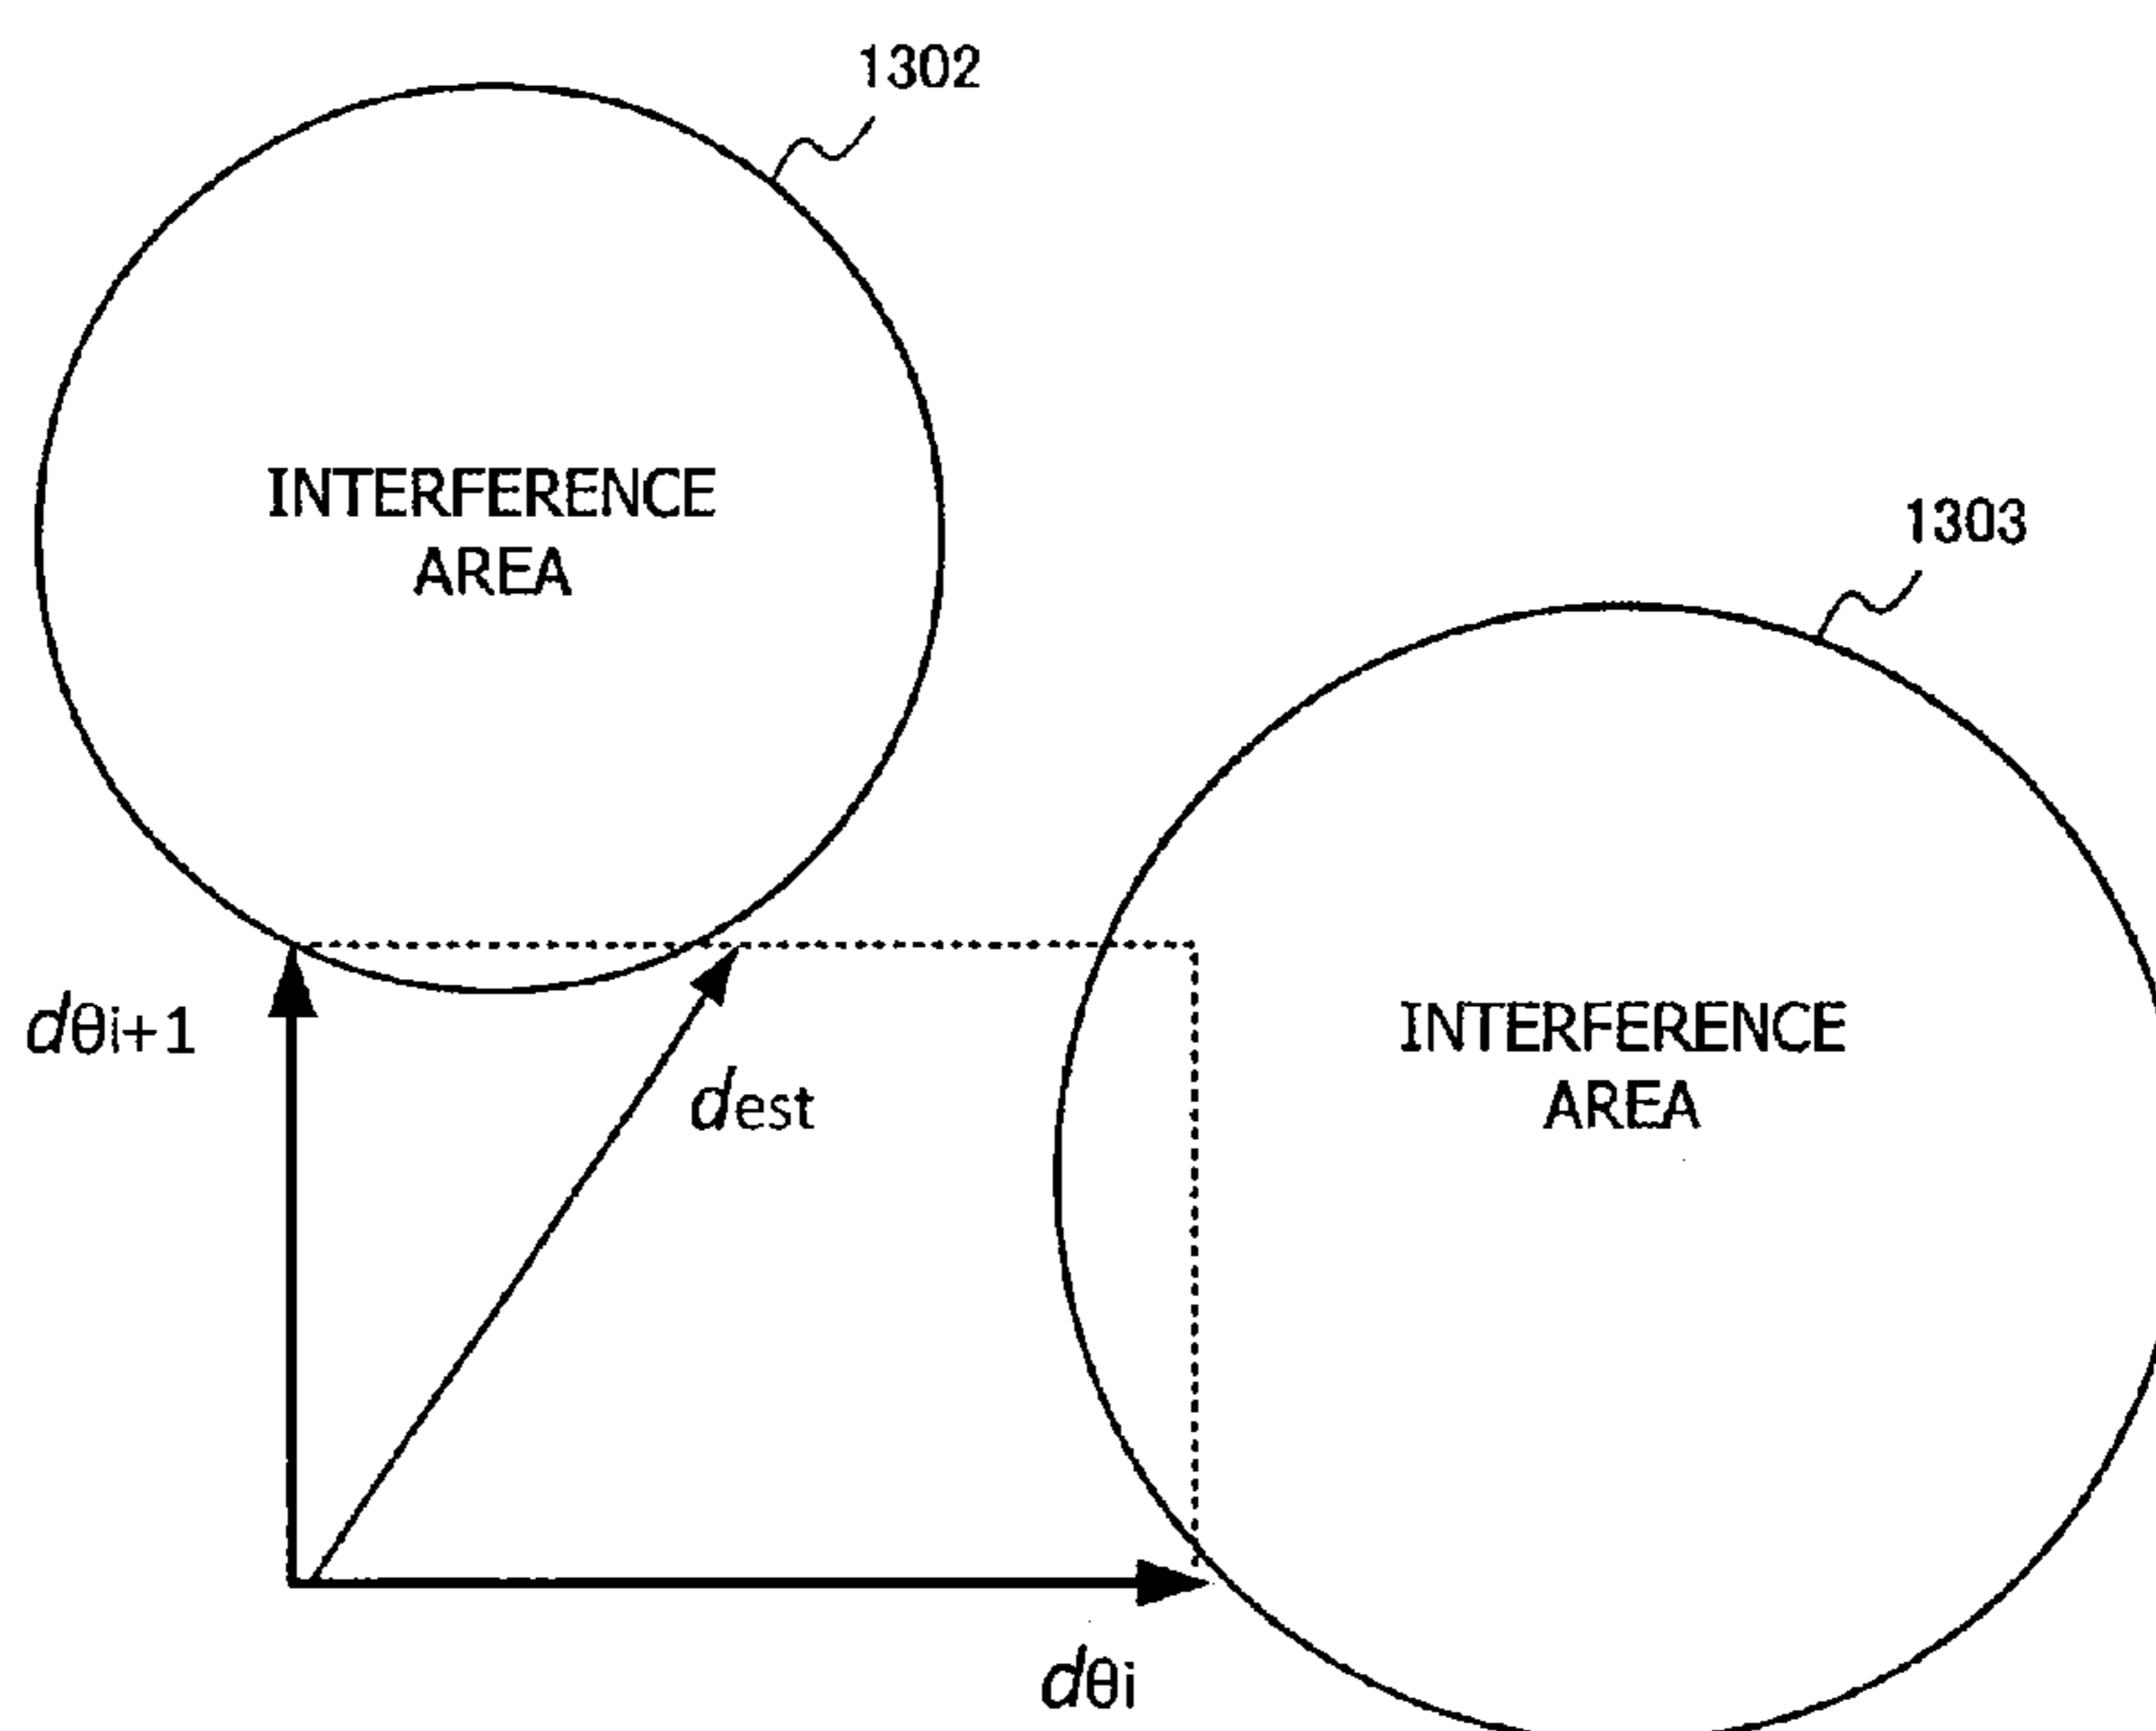 1302
INTERFERENCE
AREA
1303
INTERFERENCE
AREA
dθi+1
dest
dθi